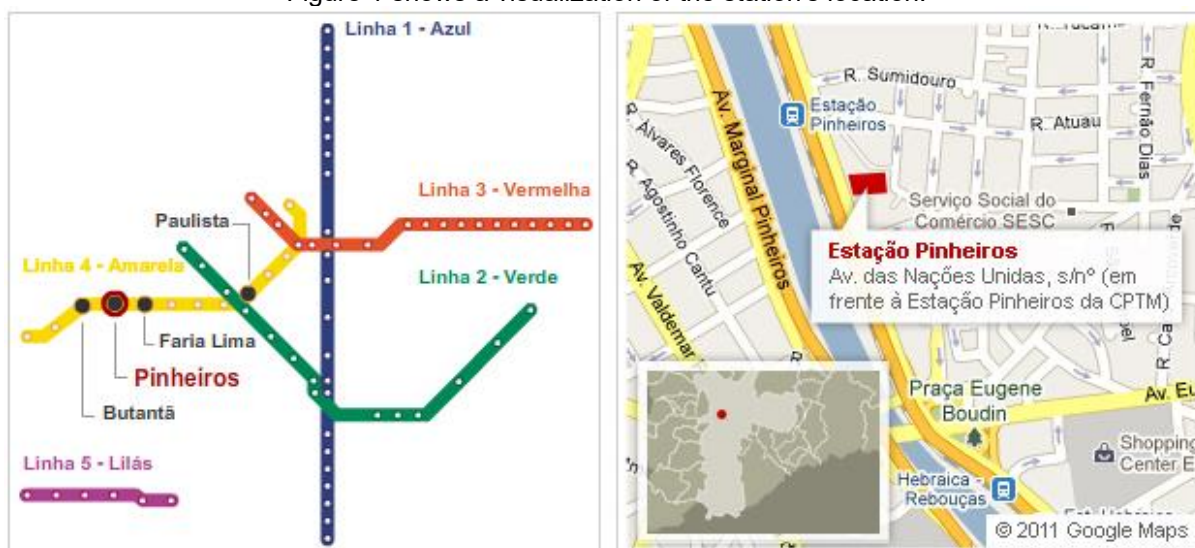 Figure 1 shows a visualization of the station's location.
Linha 1 - Azul
Linha 3 - Vermelha
Paulista
Linha 4 - Amarela
Linha 2 - Verde
Faria Lima
Pinheiros
Butantã
Linha 5 - Lilás
R. Sumidouro
R. Fernão Dias
Estação
Pinheiros
R. Atuau
Av. Marginal Pinheiros
R. Álvares Florence
R. Agostinho Cantu
Serviço Social do
Comércio SESC
Estação Pinheiros
Av. das Nações Unidas, s/nº (em
frente à Estação Pinheiros da CPTM)
Av. Valdemar
Praça Eugene
Boudin
Av. Eu
Shopping
Center E
Hebraica -
Rebouças
© 2011 Google Maps